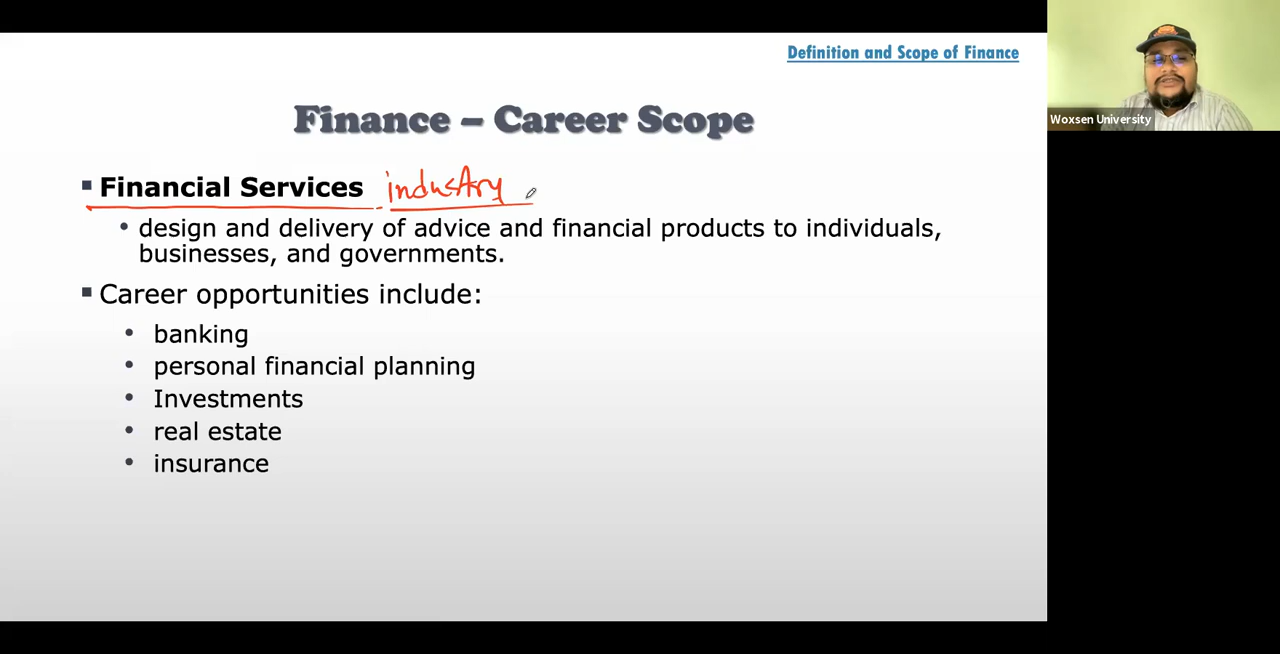 Definition and Scope of Finance
Finance – Career Scope
Woxsen University
▪ Financial Services industry
• design and delivery of advice and financial products to individuals,
businesses, and governments.
▪ Career opportunities include:
• banking
• personal financial planning
• Investments
• real estate
• insurance